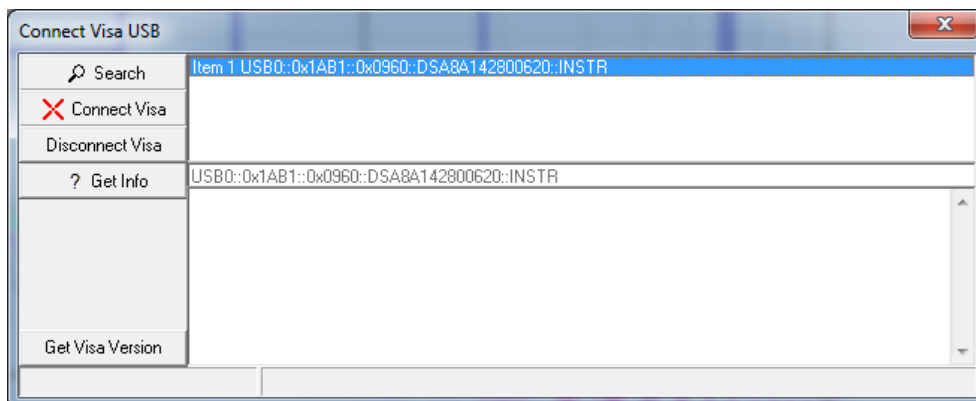 Connect Visa USB
Search
Item 1 USB0::0x1AB1::0x0960::DSA8A142800620::INSTR
Connect Visa
Disconnect Visa
? Get Info
USB0::0x1AB1::0x0960::DSA8A142800620::INSTR
Get Visa Version